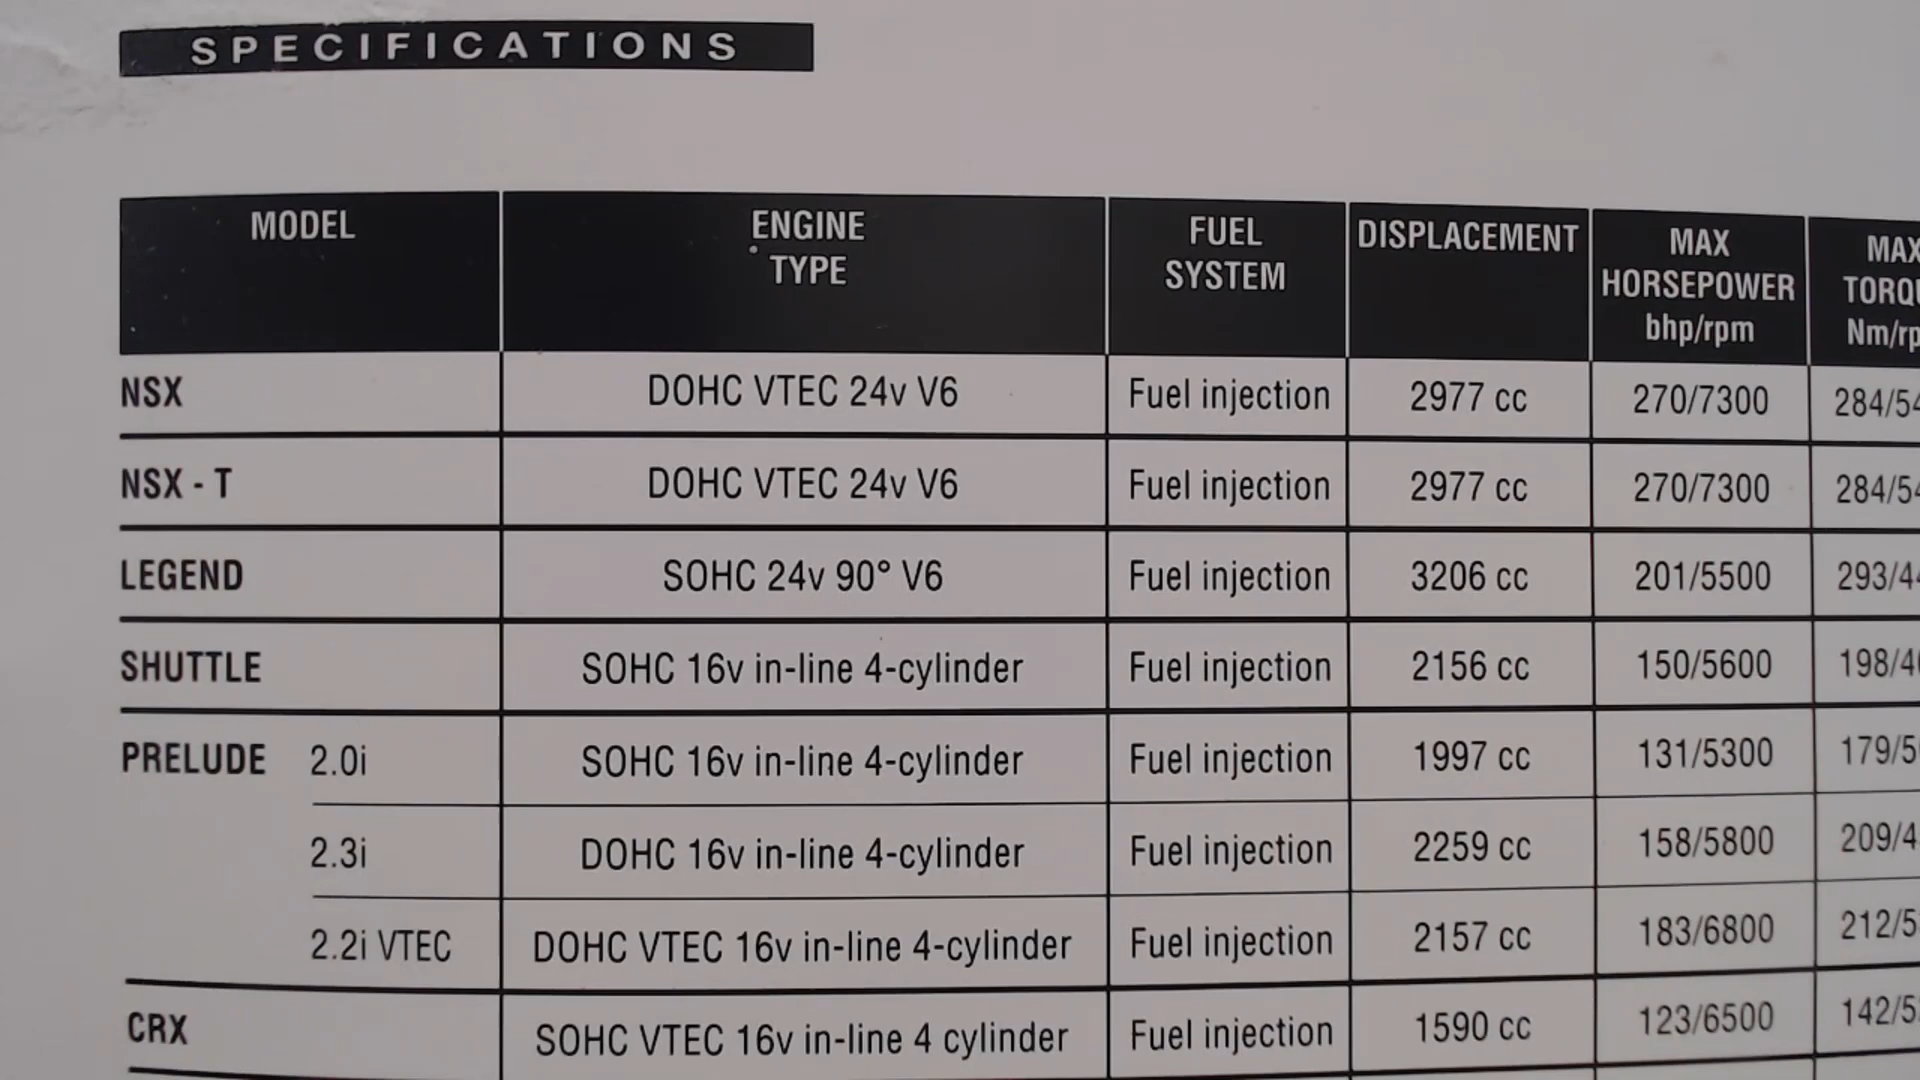 SPECIFICATIONS
MODEL ENGINE TYPE FUEL SYSTEM DISPLACEMENT MAX HORSEPOWER bhp/rpm MAX
NSX DOHC VTEC 24v V6 Fuel injection 2977 cc 270/7300
NSX - T DOHC VTEC 24v V6 Fuel injection 2977 cc 270/7300
LEGEND SOHC 24v 90° V6 Fuel injection 3206 cc 201/5500
SHUTTLE SOHC 16v in-line 4-cylinder Fuel injection 2156 cc 150/5600
PRELUDE 2.0i SOHC 16v in-line 4-cylinder Fuel injection 1997 cc 131/5300
2.3i DOHC 16v in-line 4-cylinder Fuel injection 2259 cc 158/5800
2.2i VTEC DOHC VTEC 16v in-line 4-cylinder Fuel injection 2157 cc 183/6800
CRX SOHC VTEC 16v in-line 4 cylinder Fuel injection 1590 cc 123/6500